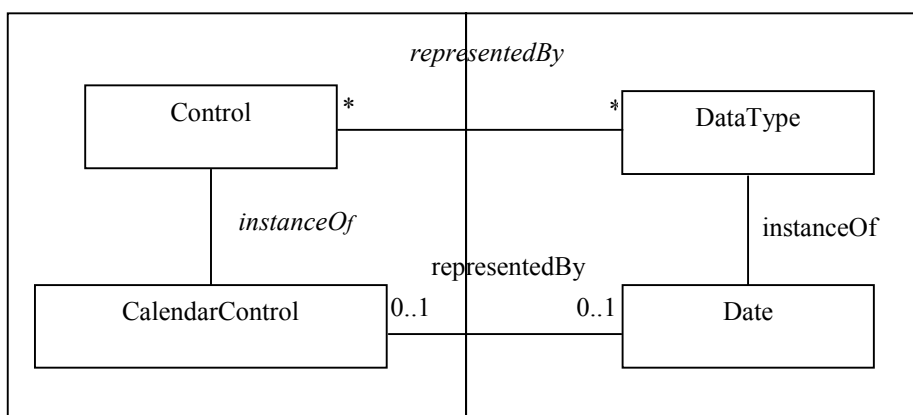 representedBy
Control
*
*
DataType
instanceOf
instanceOf
representedBy
CalendarControl
0..1
0..1
Date